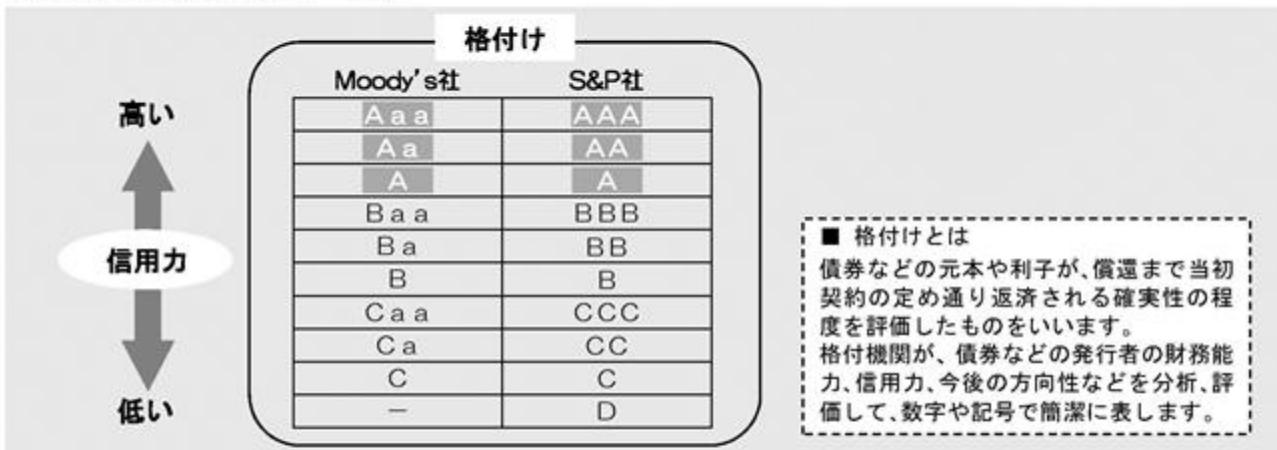 格付け
Moody's社 S&P社
高い
Aaa AAA
Aa AA
A A
Baa BBB
Ba BB
信用力
B B
Caa CCC
Ca CC
C C
低い
− D
■ 格付けとは
債券などの元本や利子が、償還まで当初
契約の定め通り返済される確実性の程
度を評価したものをいいます。
格付機関が、債券などの発行者の財務能
力、信用力、今後の方向性などを分析、評
価して、数字や記号で簡潔に表します。